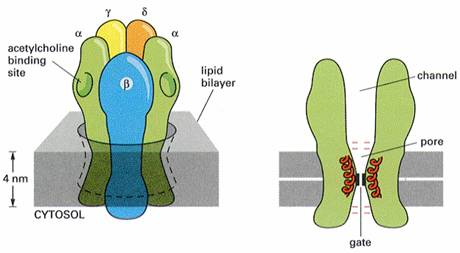 γ
δ
α
α
acetylcholine
binding
site
β
lipid
bilayer
4 nm
CYTOSOL
channel
pore
gate